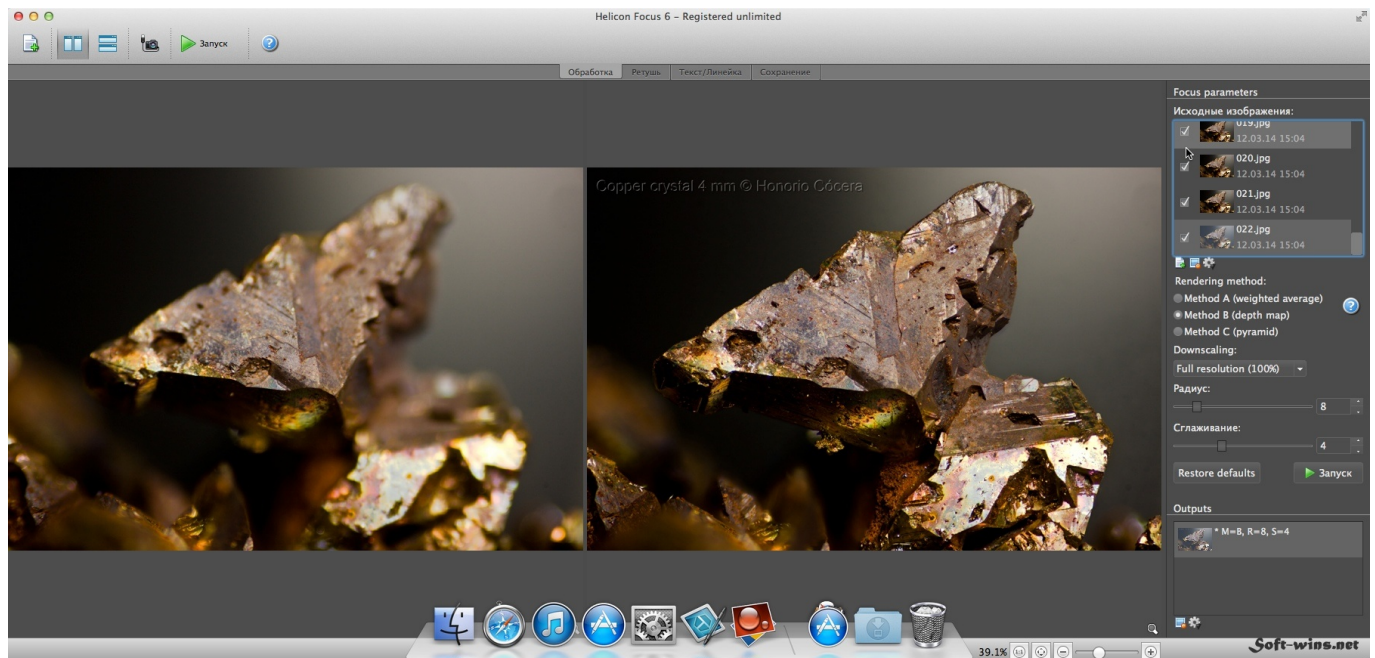 Helicon Focus 6 – Registered unlimited
Запуск
Обработка
Ретушь
Текст/Линейка
Сохранение
Copper crystal 4 mm © Honorio Cócera
Focus parameters
Исходные изображения:
019.jpg
12.03.14 15:04
020.jpg
12.03.14 15:04
021.jpg
12.03.14 15:04
022.jpg
12.03.14 15:04
Rendering method:
Method A (weighted average)
Method B (depth map)
Method C (pyramid)
Downscaling:
Full resolution (100%)
Радиус:
8
Сглаживание:
4
Restore defaults
Запуск
Outputs
* M=B, R=8, S=4
39.1%
Soft-wins.net